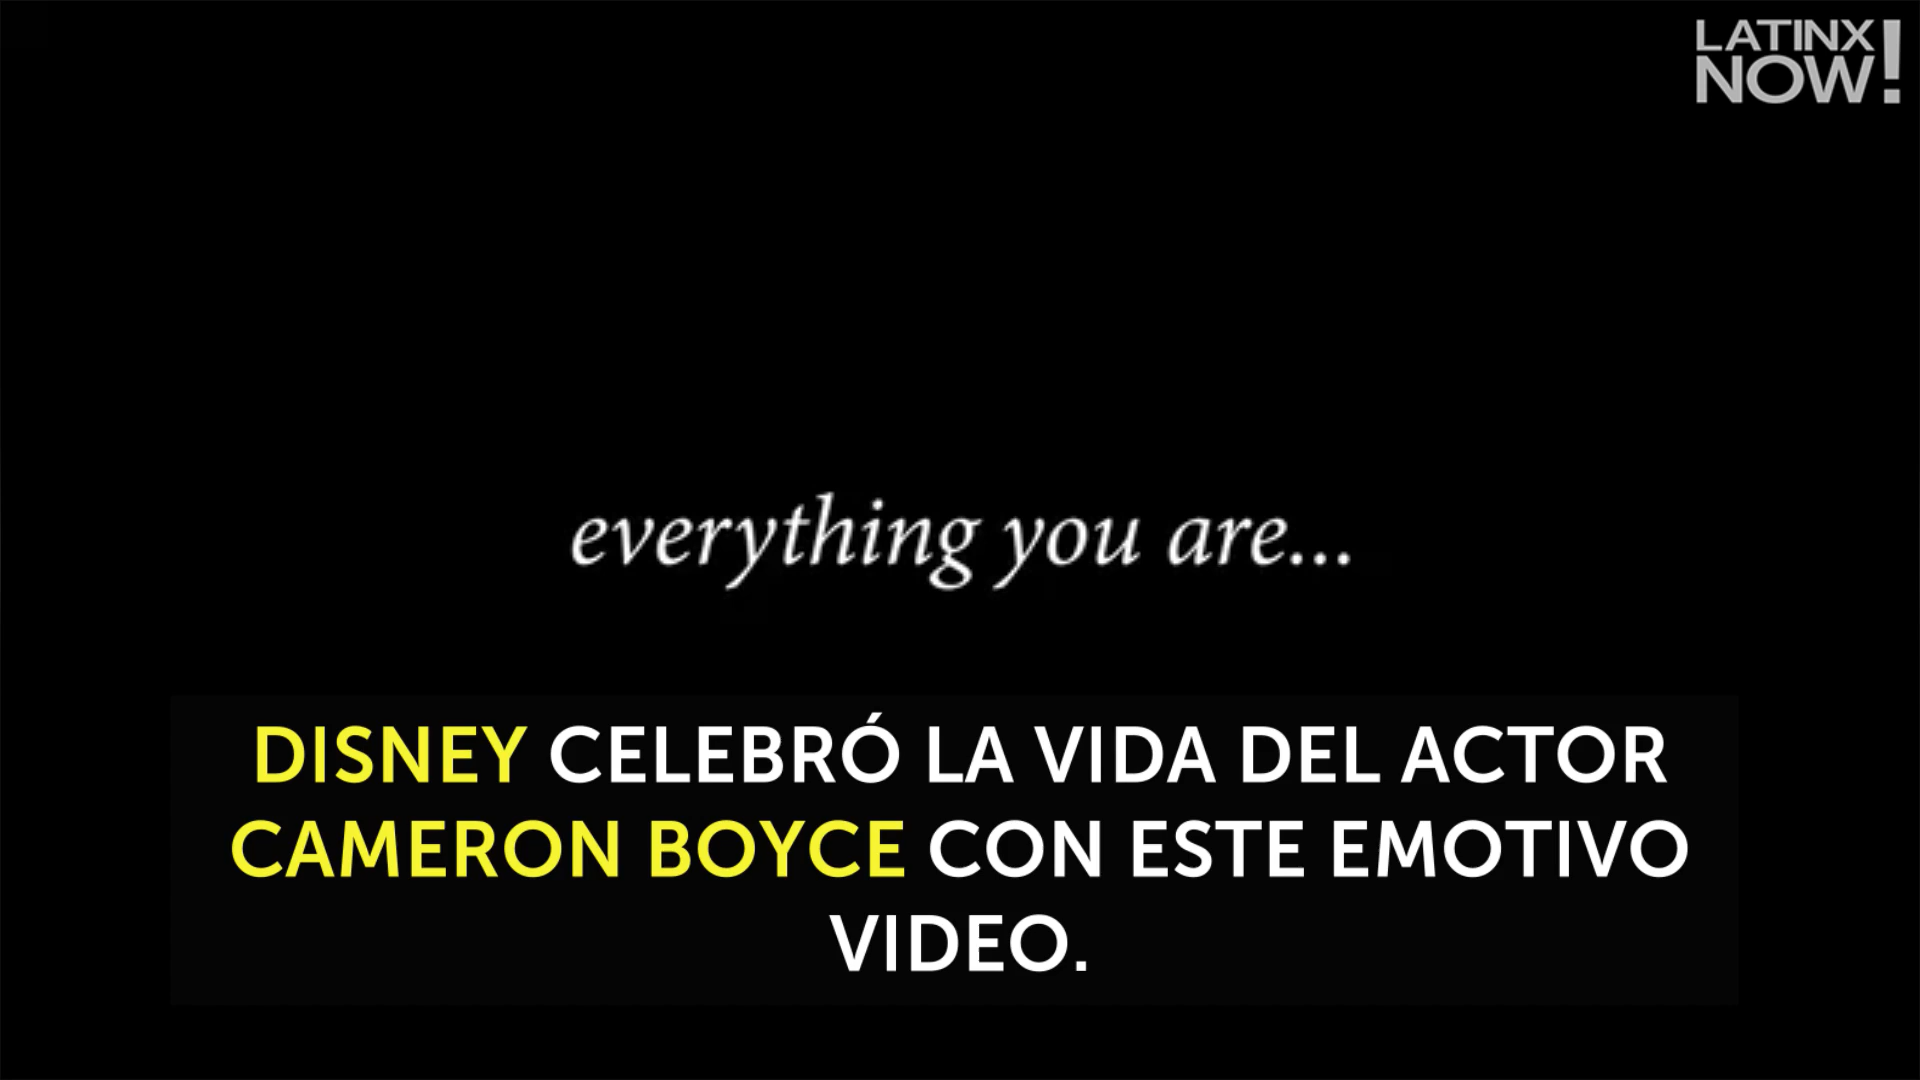 LATINX
NOW!
everything you are...
DISNEY CELEBRÓ LA VIDA DEL ACTOR
CAMERON BOYCE CON ESTE EMOTIVO
VIDEO.